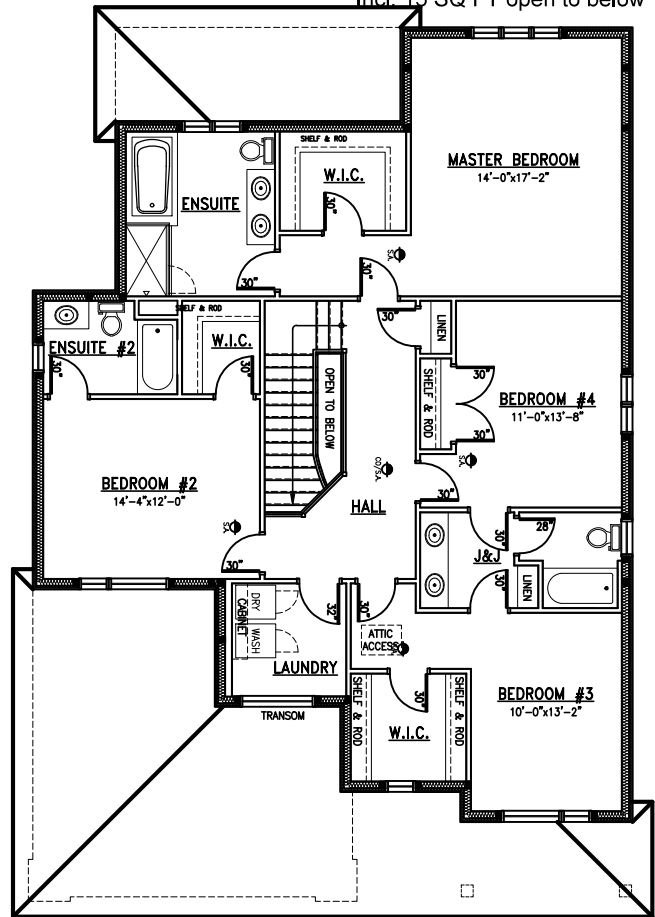 Incl. 15 SQ FT open to below
SHELF & ROD
MASTER BEDROOM
14'-0"x17'-2"
W.I.C.
ENSUITE
30"
S.A.
30"
30"
SHELF & ROD
30"
LINEN
ENSUITE #2
W.I.C.
30"
30"
30"
SHELF & ROD
OPEN TO BELOW
BEDROOM #4
11'-0"x13'-8"
30"
BEDROOM #2
14'-4"x12'-0"
CO/S.A.
S.A.
30"
HALL
S.A.
28"
30"
J&J
30"
30"
LINEN
DRY
CABINET
WASH
32"
30"
ATTIC
ACCESS
S.A.
LAUNDRY
TRANSOM
SHELF & ROD
30"
SHELF & ROD
W.I.C.
BEDROOM #3
10'-0"x13'-2"